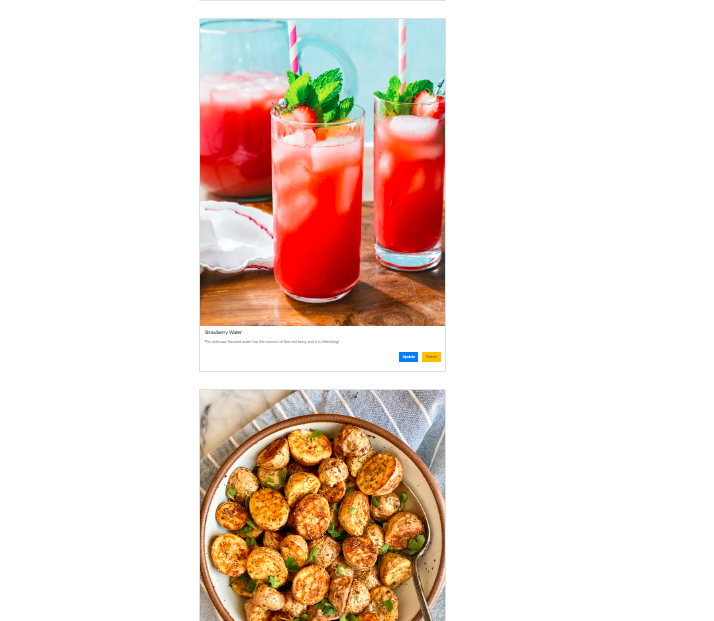 Strawberry Water
This delicious flavored water has the essence of that red berry and it is refreshing!
Update
Delete